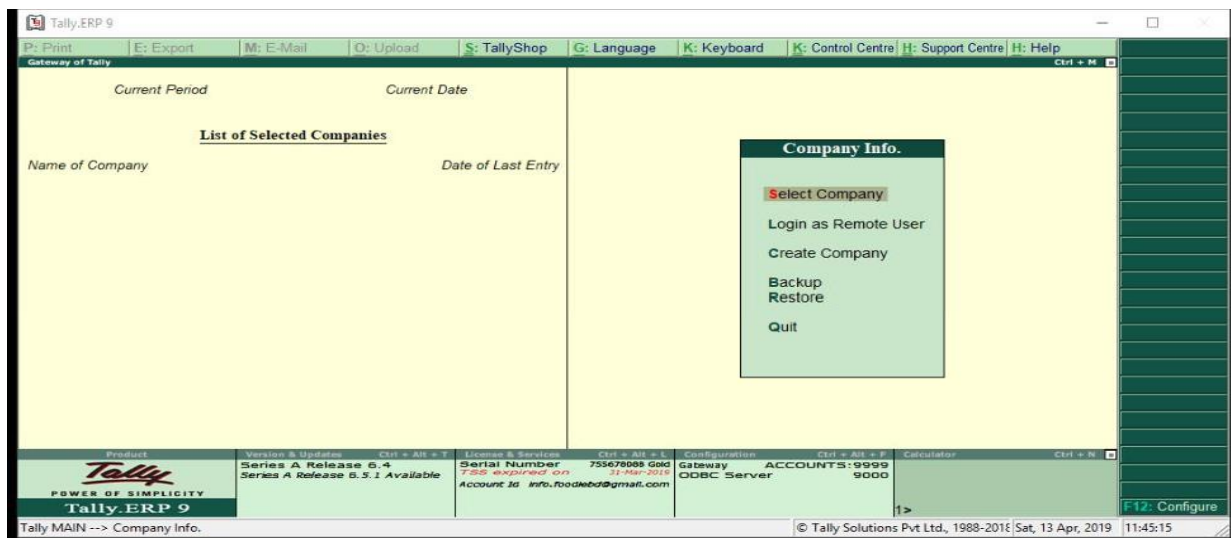 Tally.ERP 9
P: Print E: Export M: E-Mail O: Upload S: TallyShop G: Language K: Keyboard K: Control Centre H: Support Centre H: Help
Gateway of Tally Ctrl + M
Current Period Current Date
List of Selected Companies
Name of Company Date of Last Entry
Company Info.
Select Company
Login as Remote User
Create Company
Backup
Restore
Quit
Product Version & Updates Ctrl + Alt + T License & Services Ctrl + Alt + L Configuration Ctrl + Alt + F Calculator Ctrl + N
Tally
POWER OF SIMPLICITY
Tally.ERP 9
Series A Release 6.4
Series A Release 6.5.1 Available
Serial Number 755678085 Gold
TSS expired on 31-Mar-2019
Account Id info.foodiebd@gmail.com
Gateway ACCOUNTS:9999
ODBC Server 9000
1>
F12: Configure
Tally MAIN --> Company Info. © Tally Solutions Pvt Ltd., 1988-2018 Sat, 13 Apr, 2019 11:45:15